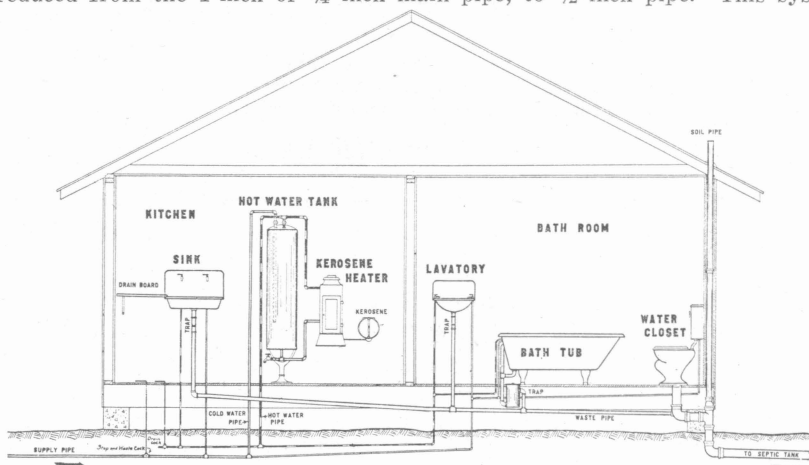 reduced from the 1 inch or ¾ inch main pipe, to ½ inch pipe. This sys
SOIL PIPE
KITCHEN
HOT WATER TANK
BATH ROOM
SINK
KEROSENE
HEATER
LAVATORY
DRAIN BOARD
KEROSENE
WATER
CLOSET
TRAP
TRAP
BATH TUB
TRAP
COLD WATER
PIPE
HOT WATER
PIPE
WASTE PIPE
Drain
cock
Stop and Waste Cock
SUPPLY PIPE
TO SEPTIC TANK